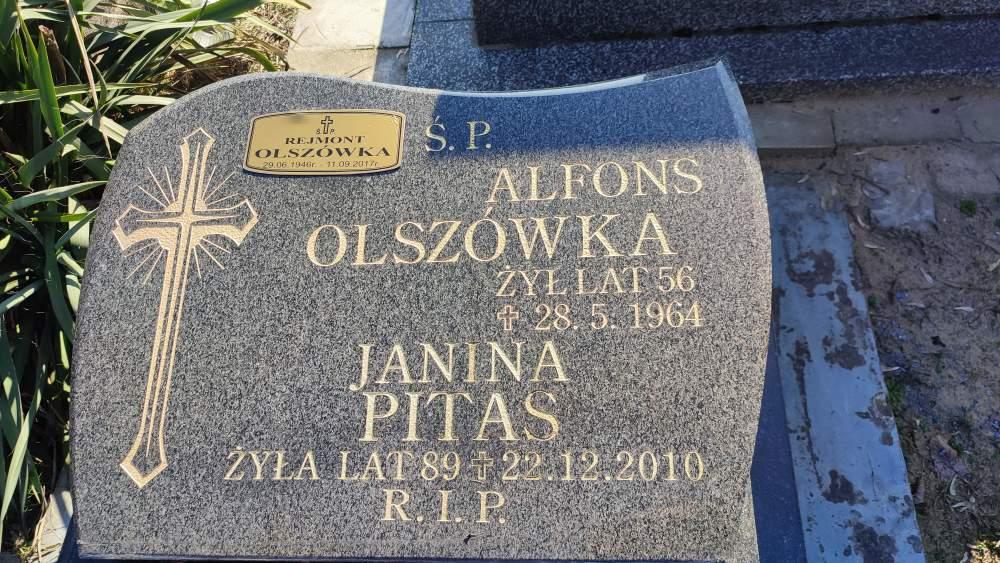 Ś. P.
REJMONT
OLSZÓWKA
29.06.1946r. - 11.09.2017r.
Ś. P.
ALFONS
OLSZÓWKA
ŻYŁ LAT 56
✝ 28. 5. 1964
JANINA
PITAS
ŻYŁA LAT 89 ✝ 22.12.2010
R. I. P.